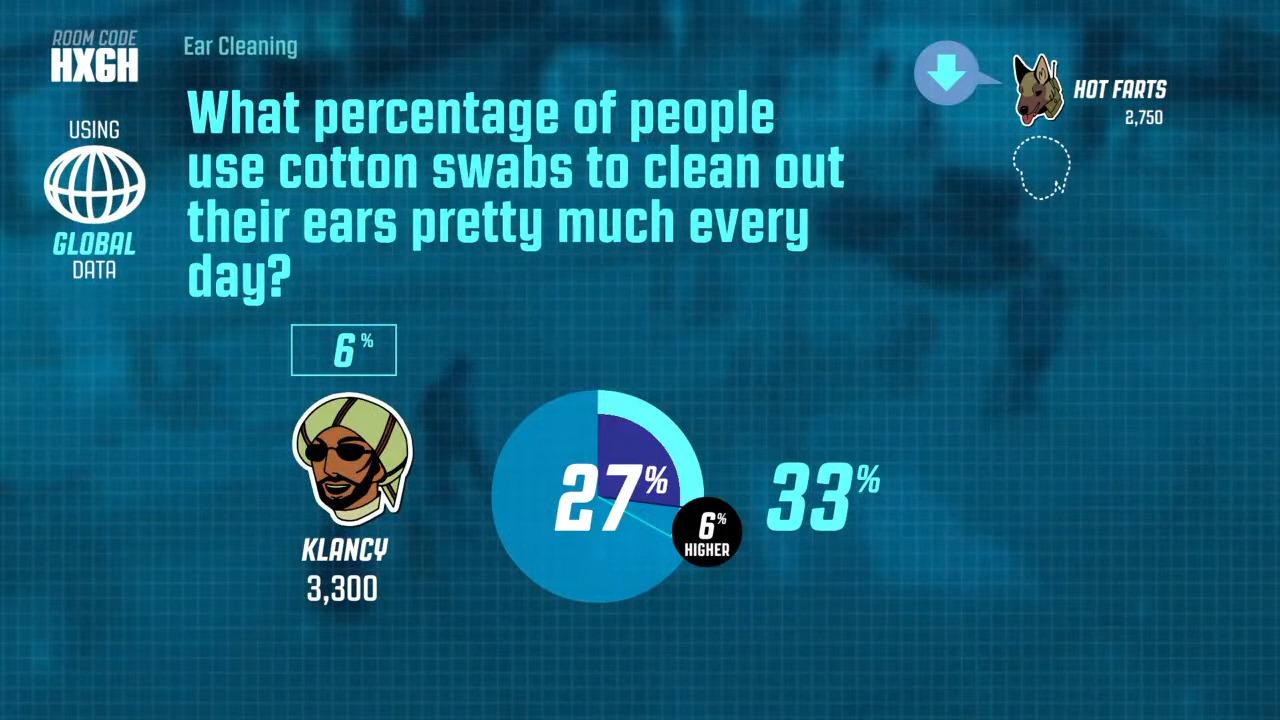 ROOM CODE
HX6H
USING
GLOBAL
DATA
Ear Cleaning
What percentage of people
use cotton swabs to clean out
their ears pretty much every
day?
HOT FARTS
2,750
6%
KLANCY
3,300
27%
6%
HIGHER
33%